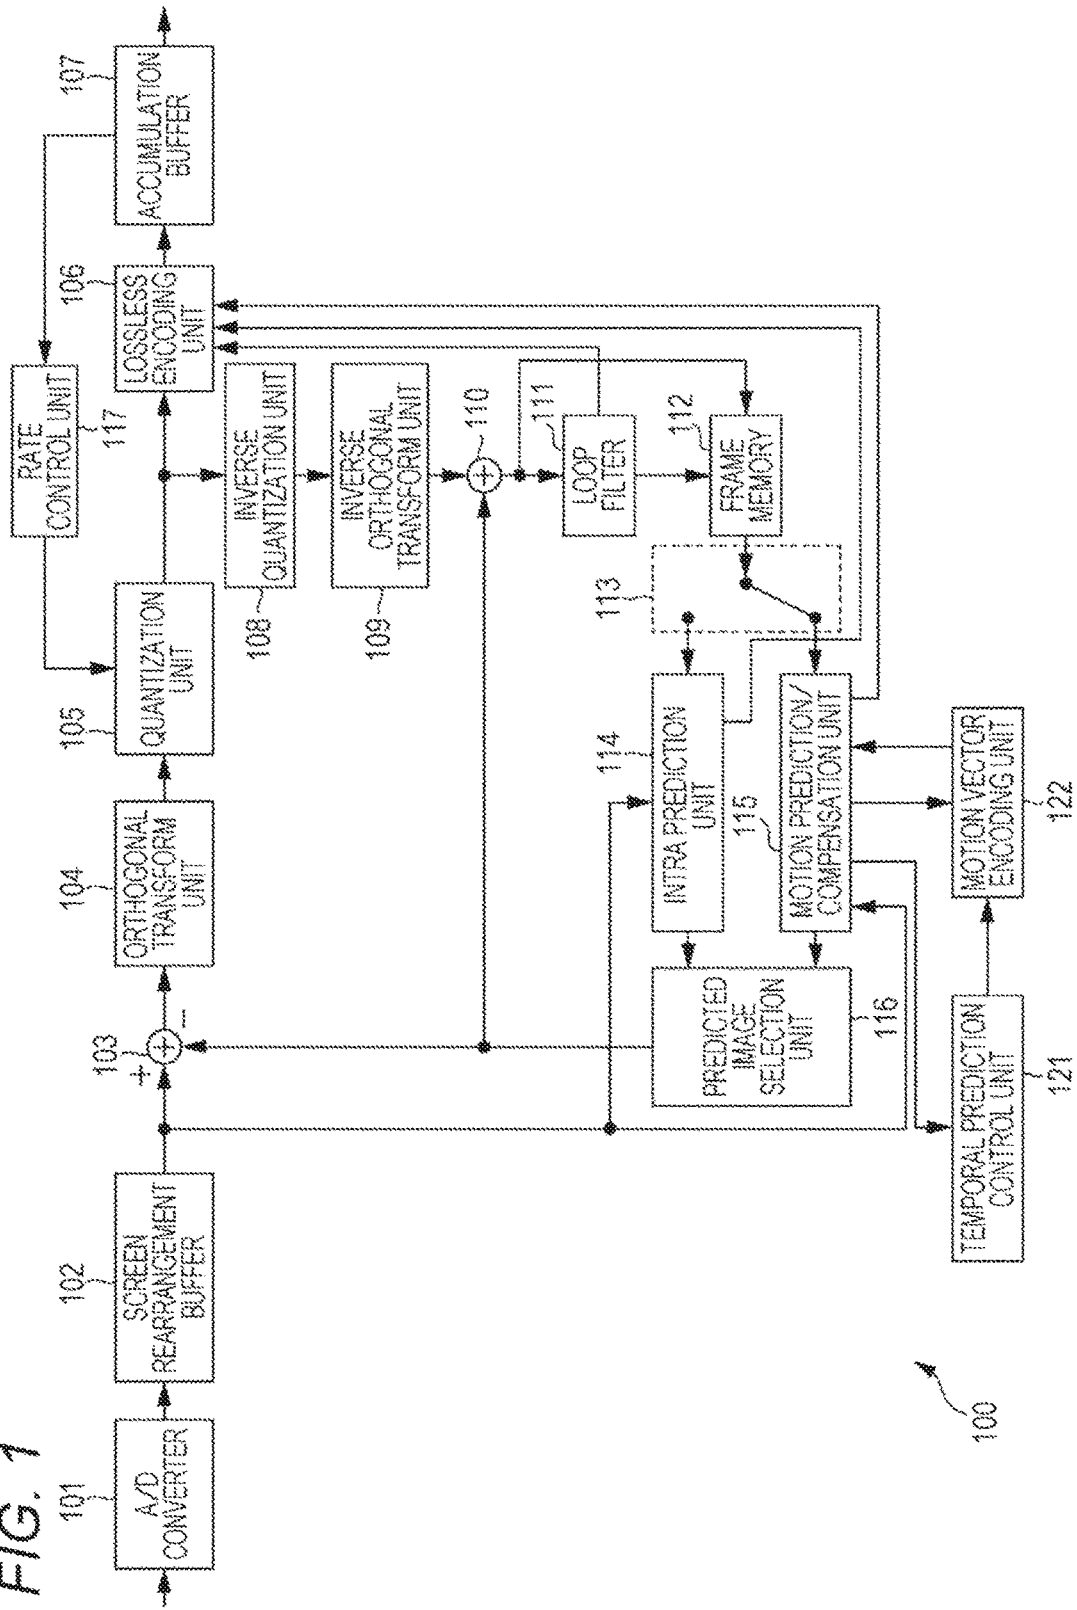 FIG. 1
101
A/D
CONVERTER
102
SCREEN
REARRANGEMENT
BUFFER
103
+
−
104
ORTHOGONAL
TRANSFORM
UNIT
105
QUANTIZATION
UNIT
RATE
CONTROL UNIT
117
106
LOSSLESS
ENCODING
UNIT
107
ACCUMULATION
BUFFER
INVERSE
QUANTIZATION UNIT
108
INVERSE
ORTHOGONAL
TRANSFORM UNIT
109
110
111
LOOP
FILTER
112
FRAME
MEMORY
113
114
INTRA PREDICTION
UNIT
115
MOTION PREDICTION/
COMPENSATION UNIT
PREDICTED
IMAGE
SELECTION
UNIT
116
TEMPORAL PREDICTION
CONTROL UNIT
121
MOTION VECTOR
ENCODING UNIT
122
100